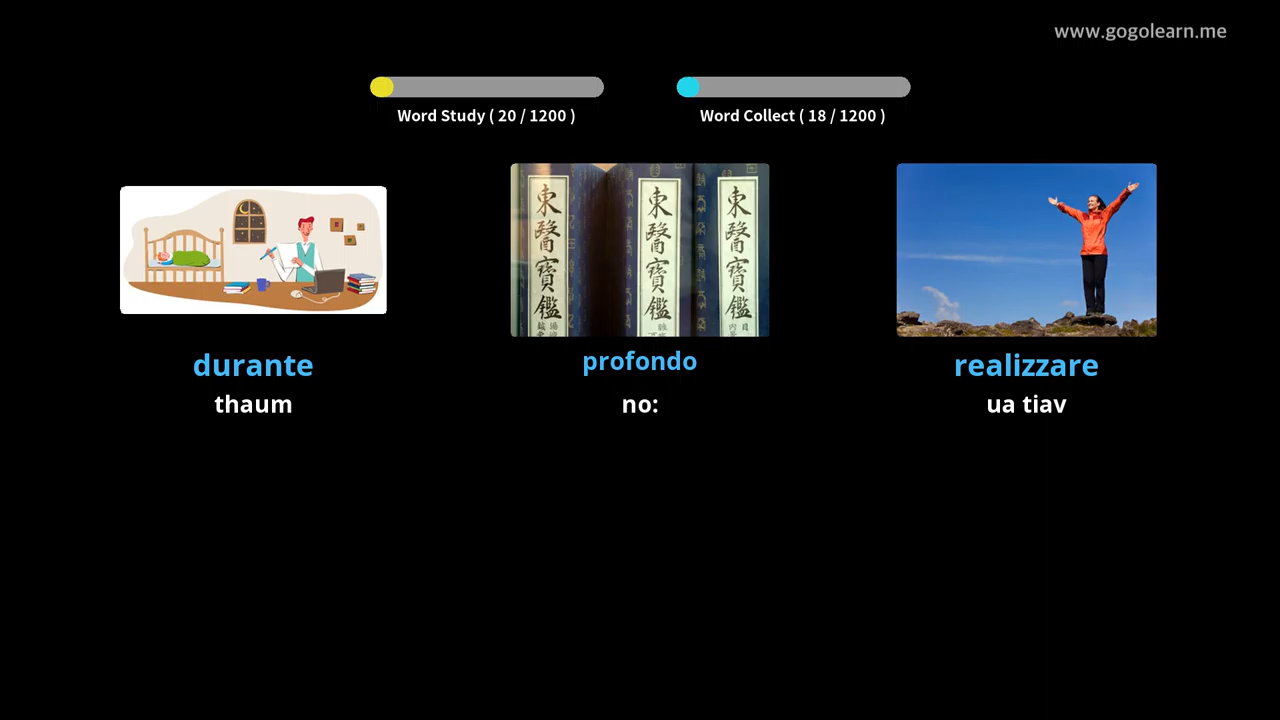 www.gogolearn.me
Word Study ( 20 / 1200 )
Word Collect ( 18 / 1200 )
東醫寶鑑
東醫寶鑑
東醫寶鑑
durante
thaum
profondo
no:
realizzare
ua tiav